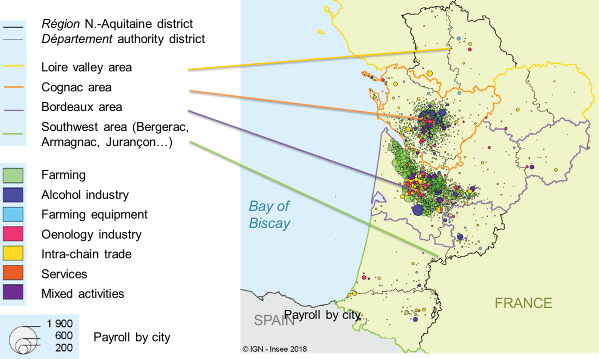 Région N.-Aquitaine district
Département authority district
Loire valley area
Cognac area
Bordeaux area
Southwest area (Bergerac,
Armagnac, Jurançon…)
Farming
Alcohol industry
Farming equipment
Oenology industry
Intra-chain trade
Services
Mixed activities
1 900
600
200
Payroll by city
Bay of
Biscay
SPAIN
Payroll by city
FRANCE
© IGN - Insee 2018